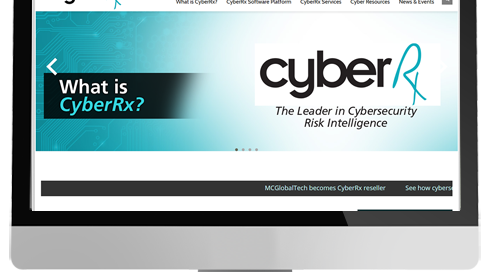 What is CyberRx? CyberRx Software Platform CyberRx Services Cyber Resources News & Events
What is
CyberRx?
cyberRx
The Leader in Cybersecurity
Risk Intelligence
MCGlobalTech becomes CyberRx reseller See how